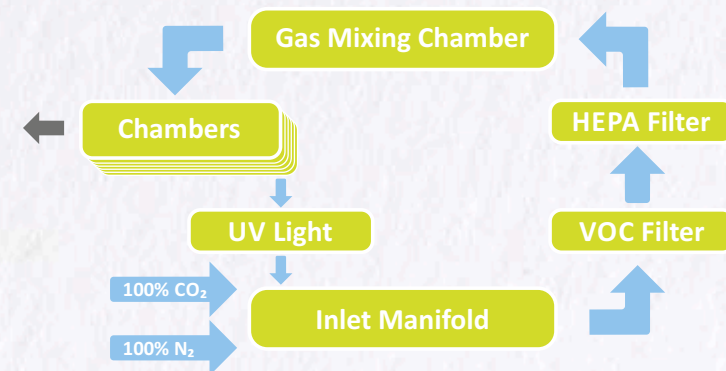 Gas Mixing Chamber
Chambers
HEPA Filter
UV Light
VOC Filter
100% CO₂
Inlet Manifold
100% N₂